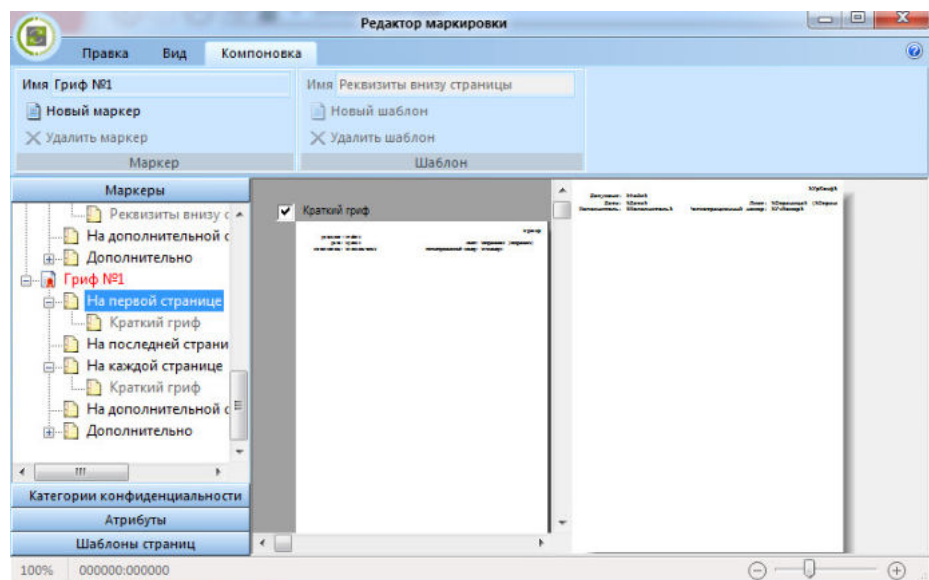 Редактор маркировки
Правка Вид Компоновка
Имя Гриф №1 Имя Реквизиты внизу страницы
Новый маркер Новый шаблон
Удалить маркер Удалить шаблон
Маркер Шаблон
Маркеры
Реквизиты внизу с
На дополнительной с
Дополнительно
Гриф №1
На первой странице
Краткий гриф
На последней страни
На каждой странице
Краткий гриф
На дополнительной с
Дополнительно
Категории конфиденциальности
Атрибуты
Шаблоны страниц
Краткий гриф
100% 000000:000000